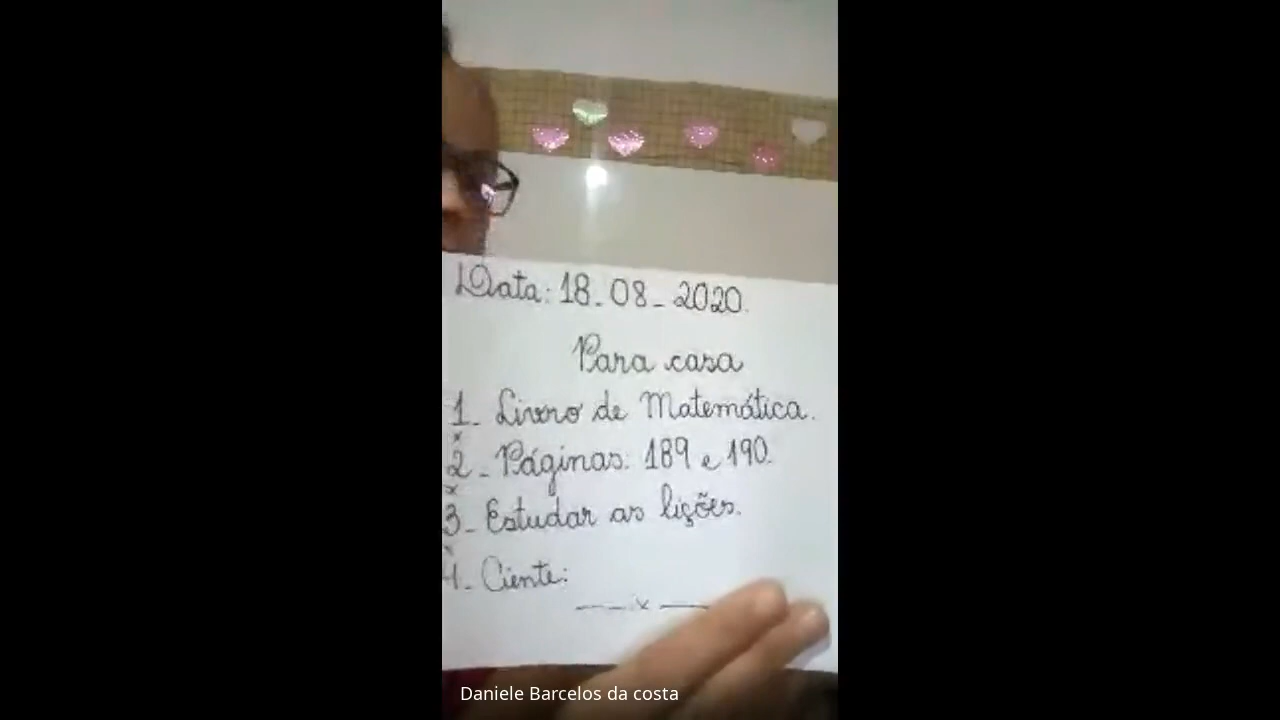 Data: 18-08-2020.
Para casa
1- Livro de Matemática.
x
2- Páginas: 189 e 190.
x
3- Estudar as lições.
x
4- Ciente:
——x——
Daniele Barcelos da costa